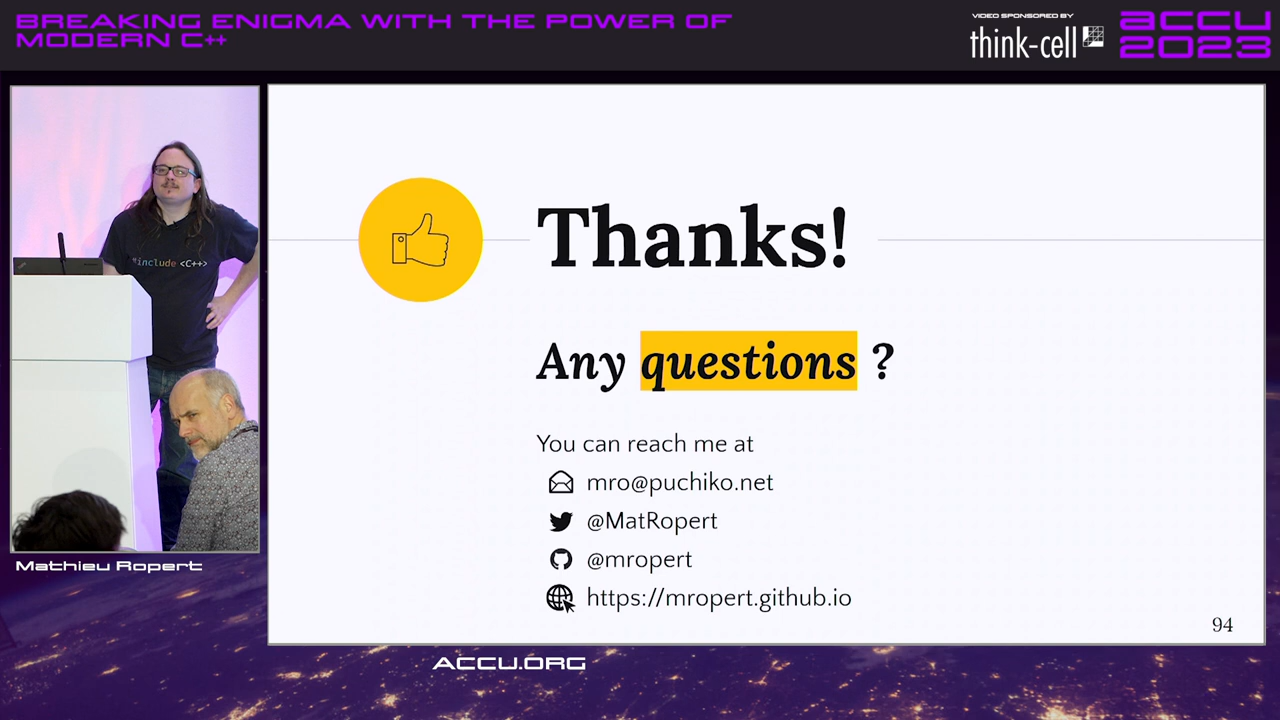 BREAKING ENIGMA WITH THE POWER OF
MODERN C++
VIDEO SPONSORED BY
think-cell
accu
2023
#include <C++>
Thanks!
Any questions ?
You can reach me at
mro@puchiko.net
@MatRopert
@mropert
https://mropert.github.io
94
Mathieu Ropert
ACCU.ORG